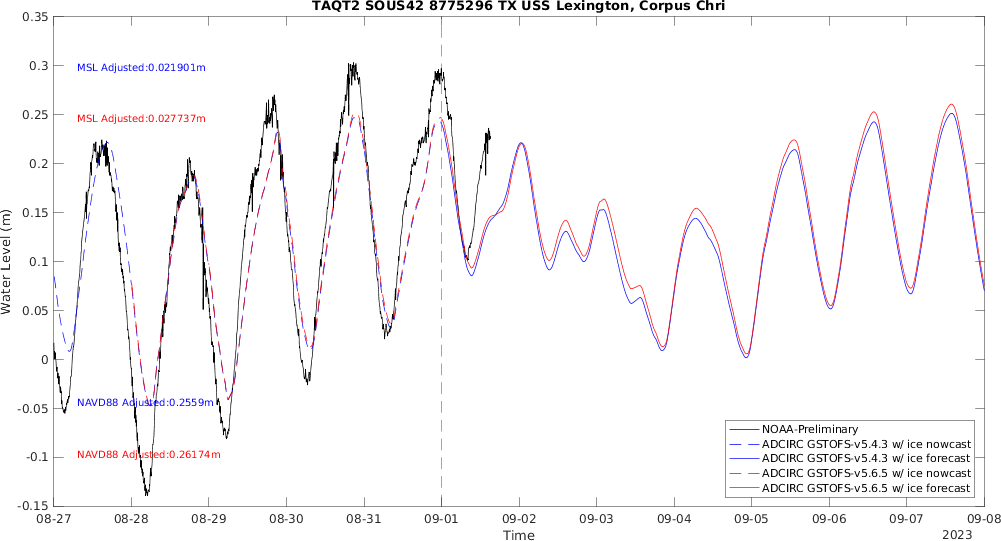 TAQT2 SOUS42 8775296 TX USS Lexington, Corpus Chri
0.35
0.3
0.25
0.2
0.15
0.1
0.05
0
-0.05
-0.1
-0.15
Water Level (m)
MSL Adjusted:0.021901m
MSL Adjusted:0.027737m
NAVD88 Adjusted:0.2559m
NAVD88 Adjusted:0.26174m
NOAA-Preliminary
ADCIRC GSTOFS-v5.4.3 w/ ice nowcast
ADCIRC GSTOFS-v5.4.3 w/ ice forecast
ADCIRC GSTOFS-v5.6.5 w/ ice nowcast
ADCIRC GSTOFS-v5.6.5 w/ ice forecast
08-27 08-28 08-29 08-30 08-31 09-01 09-02 09-03 09-04 09-05 09-06 09-07 09-08
Time
2023